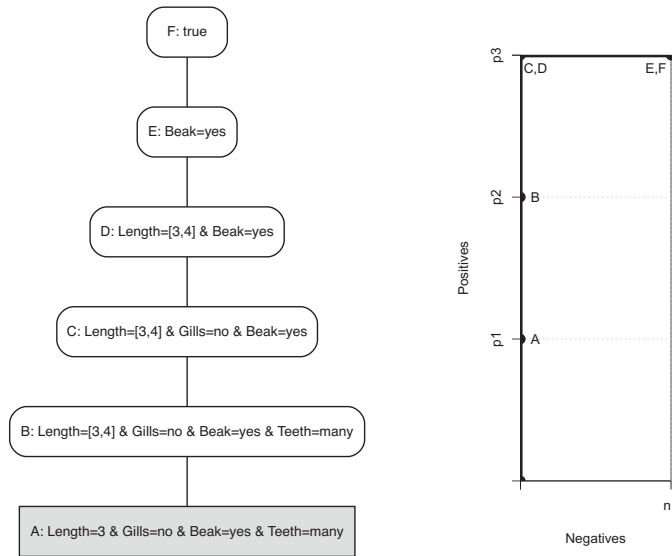 F: true
E: Beak=yes
D: Length=[3,4] & Beak=yes
C: Length=[3,4] & Gills=no & Beak=yes
B: Length=[3,4] & Gills=no & Beak=yes & Teeth=many
A: Length=3 & Gills=no & Beak=yes & Teeth=many
p3
C,D
E,F
p2
B
Positives
p1
A
n
Negatives